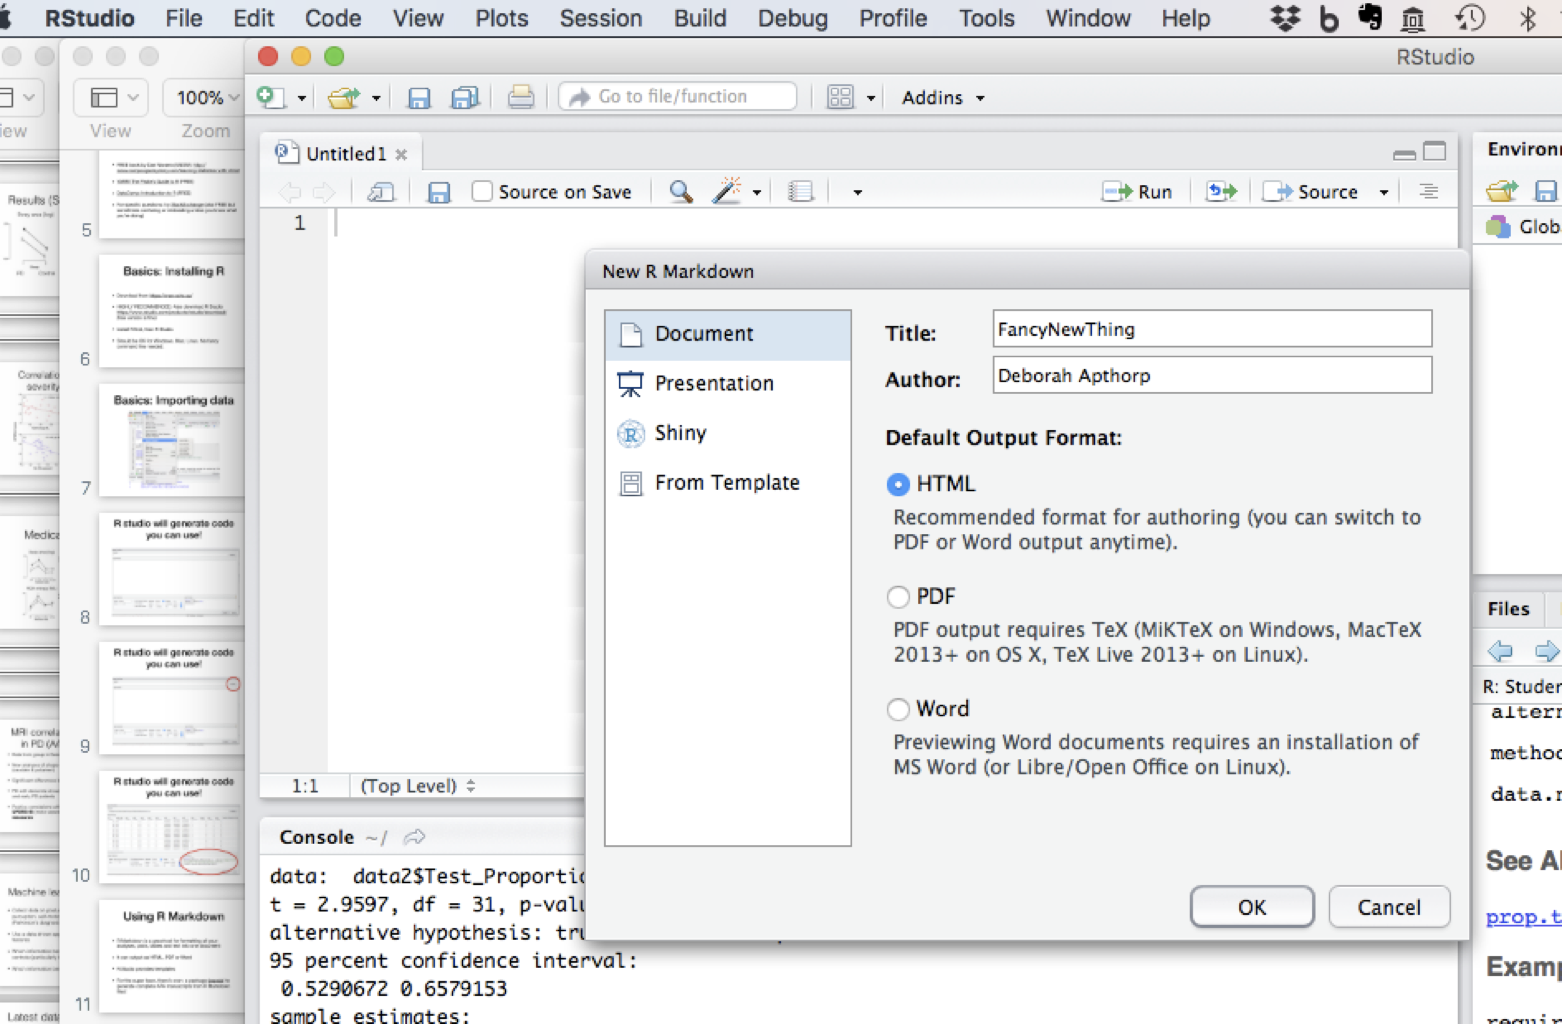 RStudio File Edit Code View Plots Session Build Debug Profile Tools Window Help
RStudio
100%
View Zoom
Go to file/function
Addins
Untitled1
Source on Save
Run
Source
1
Environ
Globa
New R Markdown
Document
Presentation
Shiny
From Template
Title: FancyNewThing
Author: Deborah Apthorp
Default Output Format:
HTML
Recommended format for authoring (you can switch to
PDF or Word output anytime).
PDF
PDF output requires TeX (MiKTeX on Windows, MacTeX
2013+ on OS X, TeX Live 2013+ on Linux).
Word
Previewing Word documents requires an installation of
MS Word (or Libre/Open Office on Linux).
OK Cancel
1:1 (Top Level)
Console ~/
data: data2$Test_Proportio
t = 2.9597, df = 31, p-valu
alternative hypothesis: tru
95 percent confidence interval:
0.5290672 0.6579153
sample estimates:
Files
R: Studen
altern
method
data.n
See Al
prop.t
Examp
requir
5
Basics: Installing R
6
Basics: Importing data
7
R studio will generate code
you can use!
8
R studio will generate code
you can use!
9
R studio will generate code
you can use!
10
Using R Markdown
11
Results (S
Correlatio
severity
Medica
MRI correla
in PD (A
Machine lea
Latest data